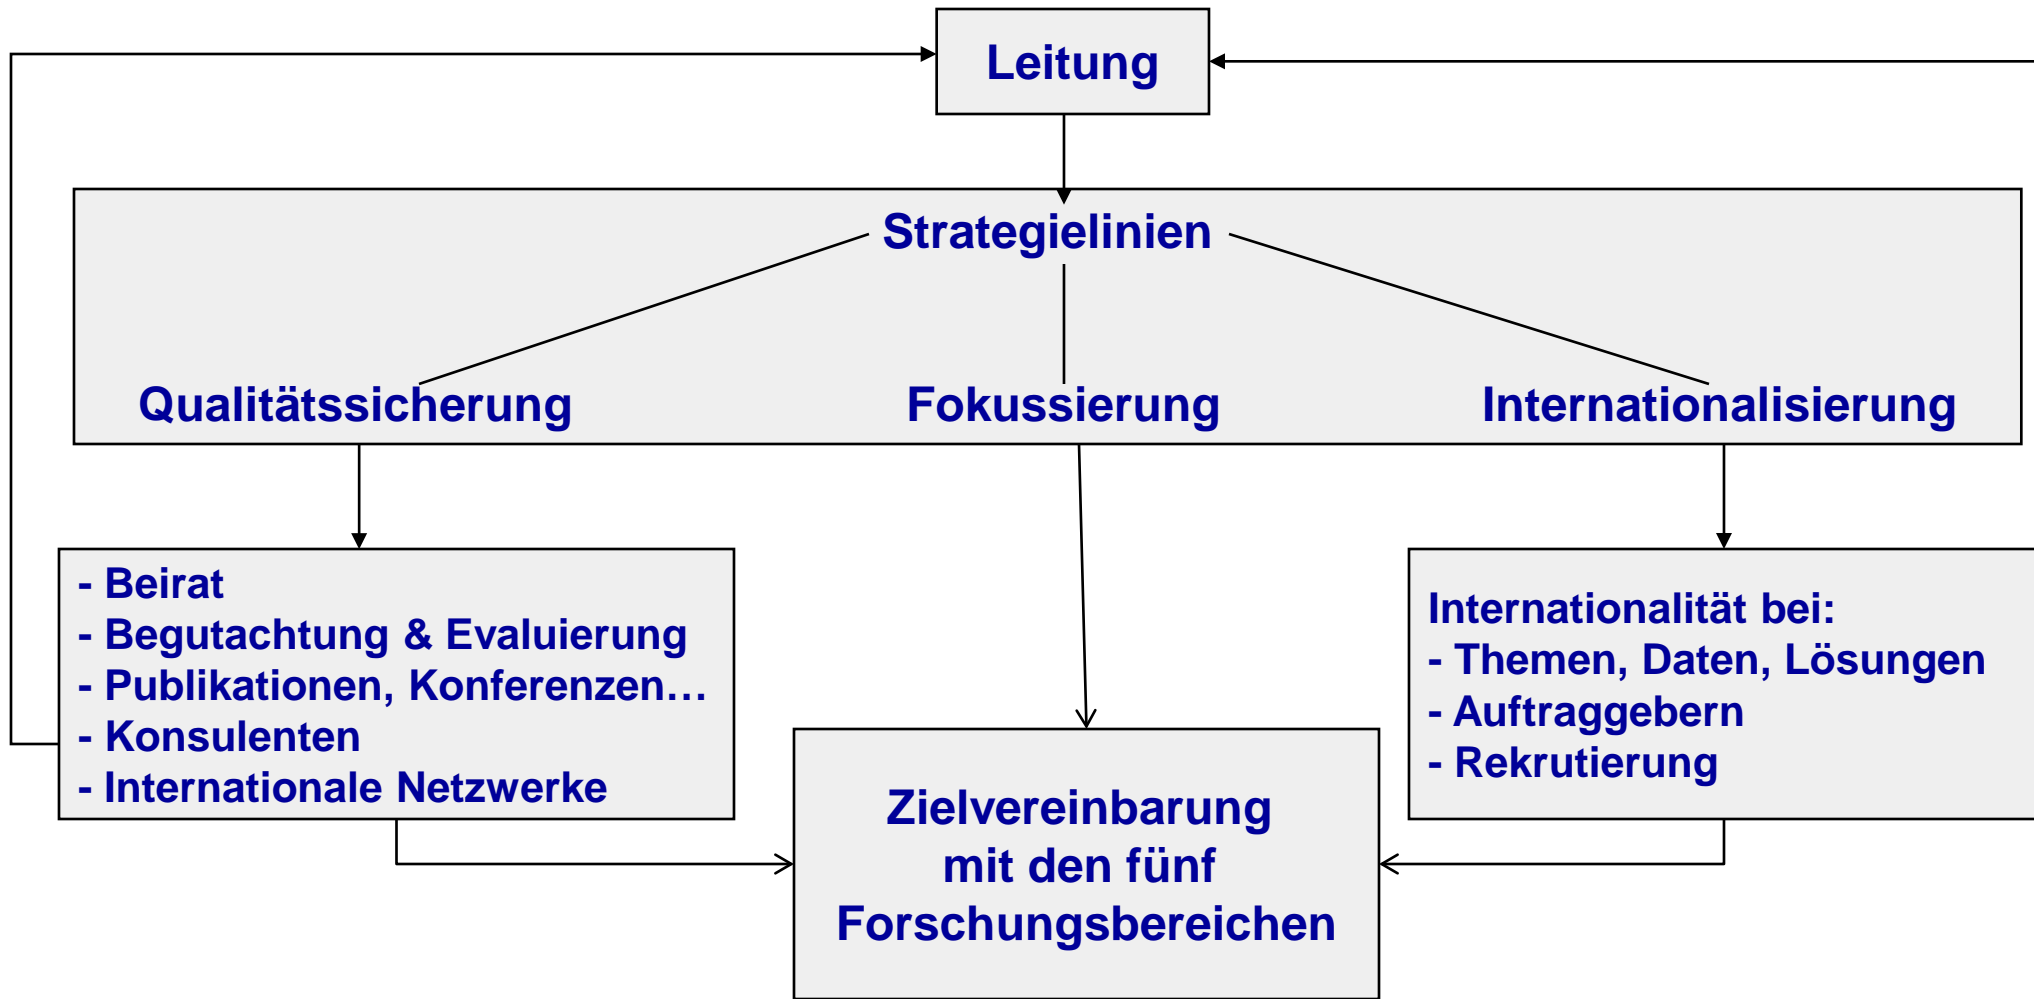 Leitung
Strategielinien
Qualitätssicherung
Fokussierung
Internationalisierung
- Beirat
- Begutachtung & Evaluierung
- Publikationen, Konferenzen…
- Konsulenten
- Internationale Netzwerke
Zielvereinbarung
mit den fünf
Forschungsbereichen
Internationalität bei:
- Themen, Daten, Lösungen
- Auftraggebern
- Rekrutierung